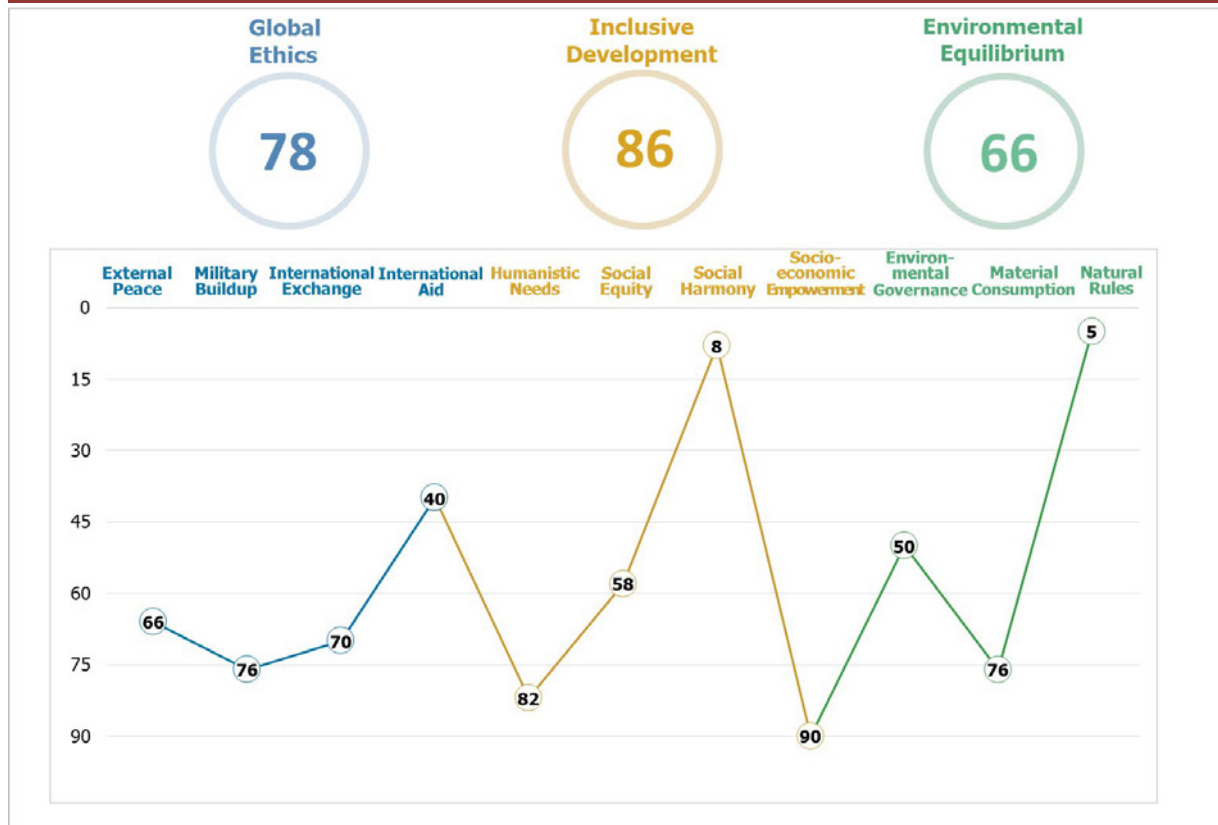 Global
Ethics
Inclusive
Development
Environmental
Equilibrium
78
86
66
External
Peace
Military
Buildup
International
Exchange
International
Aid
Humanistic
Needs
Social
Equity
Social
Harmony
Socio-
economic
Empowerment
Environ-
mental
Governance
Material
Consumption
Natural
Rules
0
15
30
45
60
75
90
66
76
70
40
82
58
8
90
50
76
5